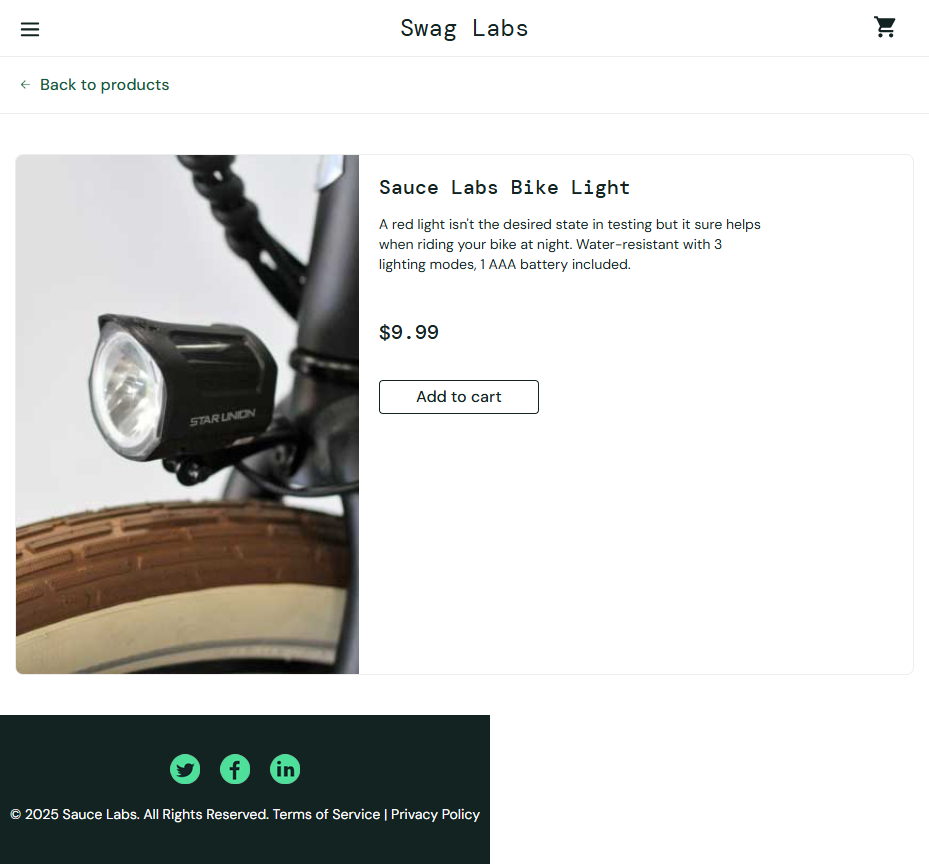 Swag Labs
Back to products
Sauce Labs Bike Light
A red light isn't the desired state in testing but it sure helps
when riding your bike at night. Water-resistant with 3
lighting modes, 1 AAA battery included.
$9.99
Add to cart
STAR UNION
© 2025 Sauce Labs. All Rights Reserved. Terms of Service | Privacy Policy